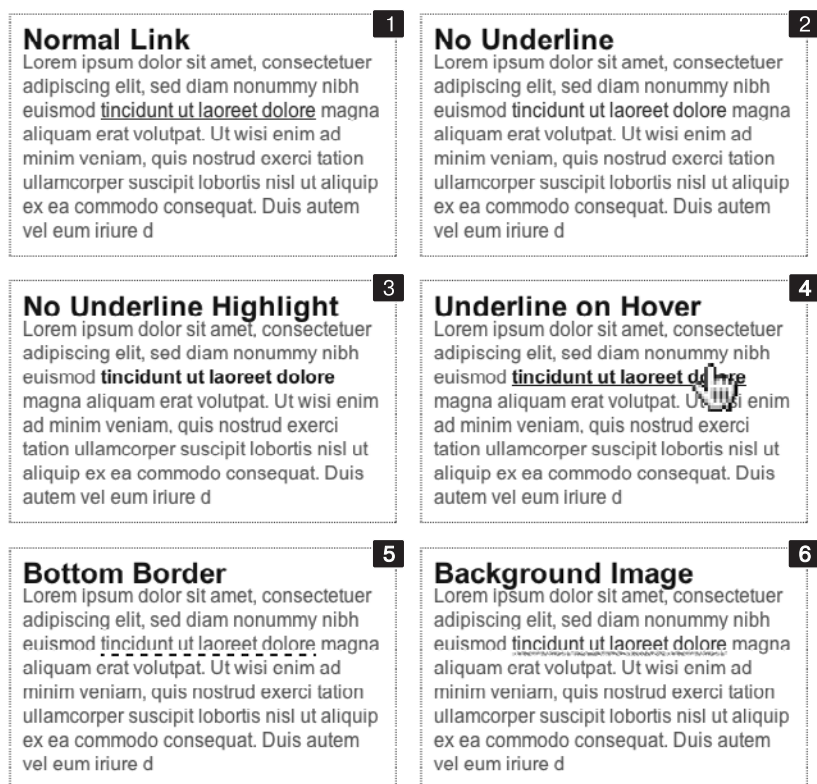 1
Normal Link
Lorem ipsum dolor sit amet, consectetuer
adipiscing elit, sed diam nonummy nibh
euismod tincidunt ut laoreet dolore magna
aliquam erat volutpat. Ut wisi enim ad
minim veniam, quis nostrud exerci tation
ullamcorper suscipit lobortis nisl ut aliquip
ex ea commodo consequat. Duis autem
vel eum iriure d
2
No Underline
Lorem ipsum dolor sit amet, consectetuer
adipiscing elit, sed diam nonummy nibh
euismod tincidunt ut laoreet dolore magna
aliquam erat volutpat. Ut wisi enim ad
minim veniam, quis nostrud exerci tation
ullamcorper suscipit lobortis nisl ut aliquip
ex ea commodo consequat. Duis autem
vel eum iriure d
3
No Underline Highlight
Lorem ipsum dolor sit amet, consectetuer
adipiscing elit, sed diam nonummy nibh
euismod tincidunt ut laoreet dolore
magna aliquam erat volutpat. Ut wisi enim
ad minim veniam, quis nostrud exerci
tation ullamcorper suscipit lobortis nisl ut
aliquip ex ea commodo consequat. Duis
autem vel eum iriure d
4
Underline on Hover
Lorem ipsum dolor sit amet, consectetuer
adipiscing elit, sed diam nonummy nibh
euismod tincidunt ut laoreet
magna aliquam erat volutpat. enim
ad minim veniam, quis nostrud exerci
tation ullamcorper suscipit lobortis nisl ut
aliquip ex ea commodo consequat. Duis
autem vel eum iriure d
5
Bottom Border
Lorem ipsum dolor sit amet, consectetuer
adipiscing elit, sed diam nonummy nibh
euismod tincidunt ut laoreet dolore magna
aliquam erat volutpat. Ut wisi enim ad
minim veniam, quis nostrud exerci tation
ullamcorper suscipit lobortis nisl ut aliquip
ex ea commodo consequat. Duis autem
vel eum iriure d
6
Background Image
Lorem ipsum dolor sit amet, consectetuer
adipiscing elit, sed diam nonummy nibh
euismod tincidunt ut laoreet dolore magna
aliquam erat volutpat. Ut wisi enim ad
minim veniam, quis nostrud exerci tation
ullamcorper suscipit lobortis nisl ut aliquip
ex ea commodo consequat. Duis autem
vel eum iriure d